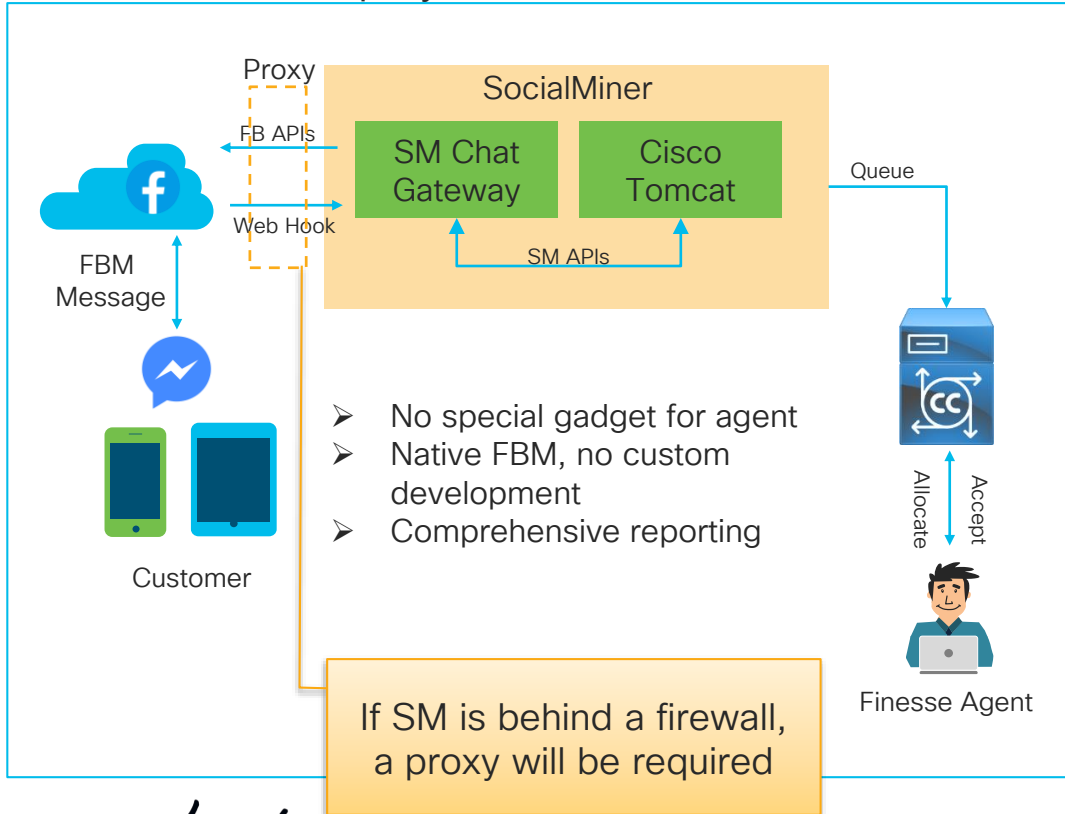 Proxy
SocialMiner
FB APIs
SM Chat
Gateway
Cisco
Tomcat
Queue
Web Hook
SM APIs
FBM
Message
CC
➢ No special gadget for agent
➢ Native FBM, no custom
development
➢ Comprehensive reporting
Allocate
Accept
Customer
Finesse Agent
If SM is behind a firewall,
a proxy will be required